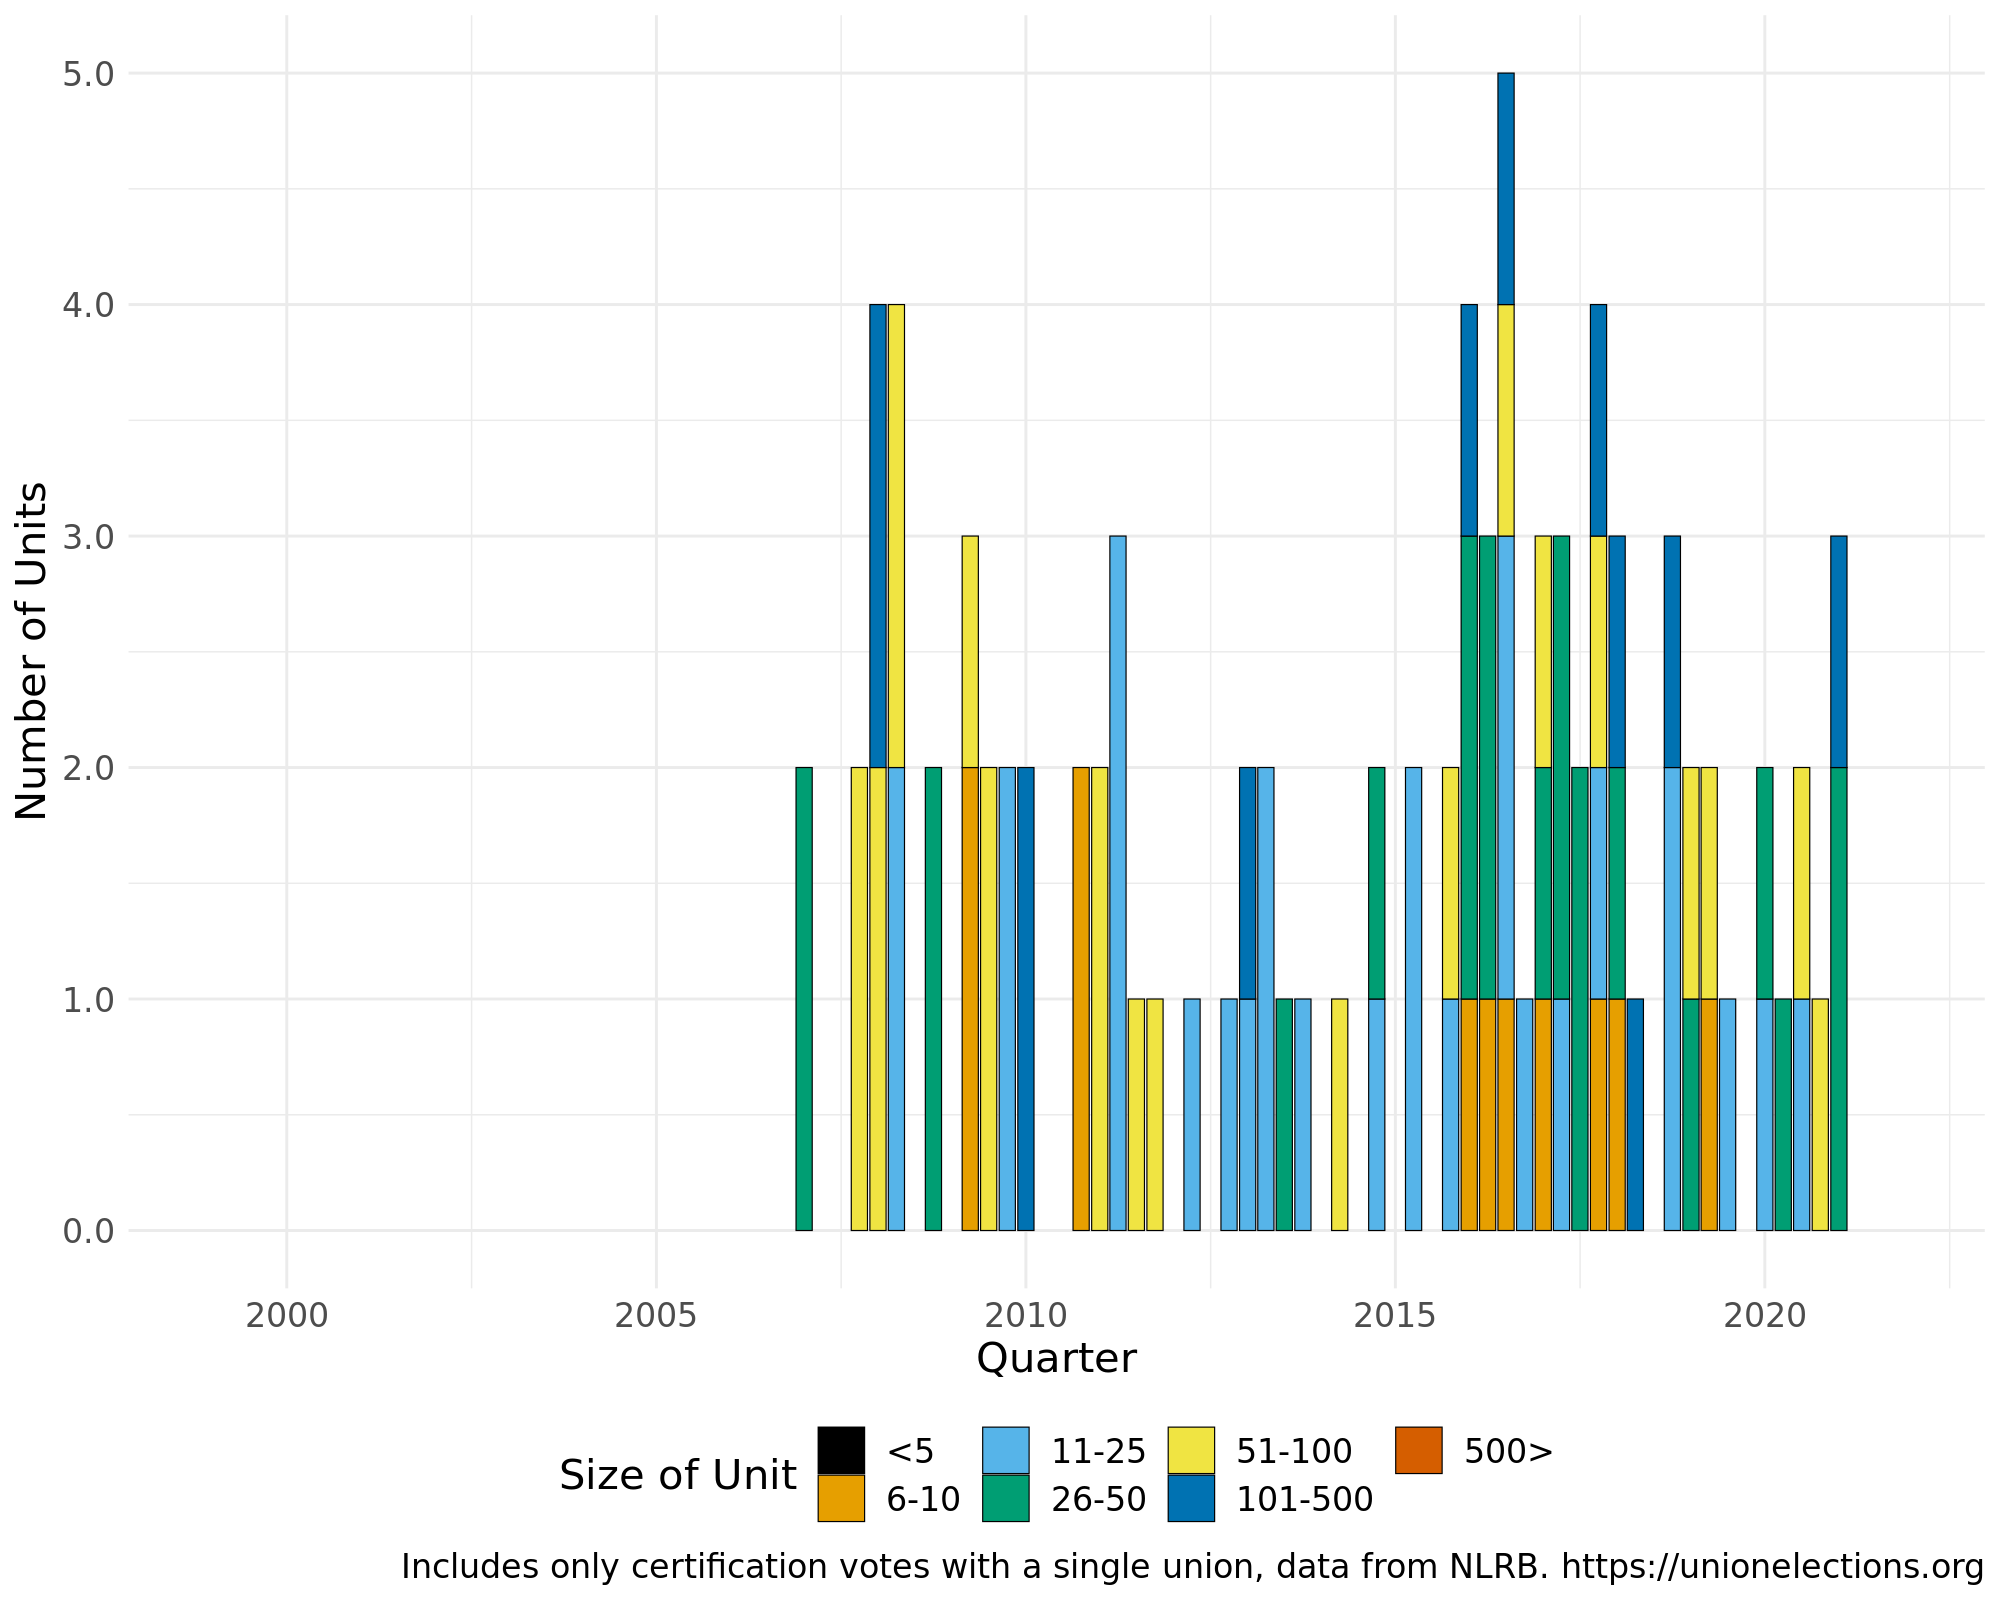 5.0
4.0
3.0
2.0
1.0
0.0
Number of Units
2000 2005 2010 2015 2020
Quarter
Size of Unit
<5 11-25 51-100 500>
6-10 26-50 101-500
Includes only certification votes with a single union, data from NLRB. https://unionelections.org